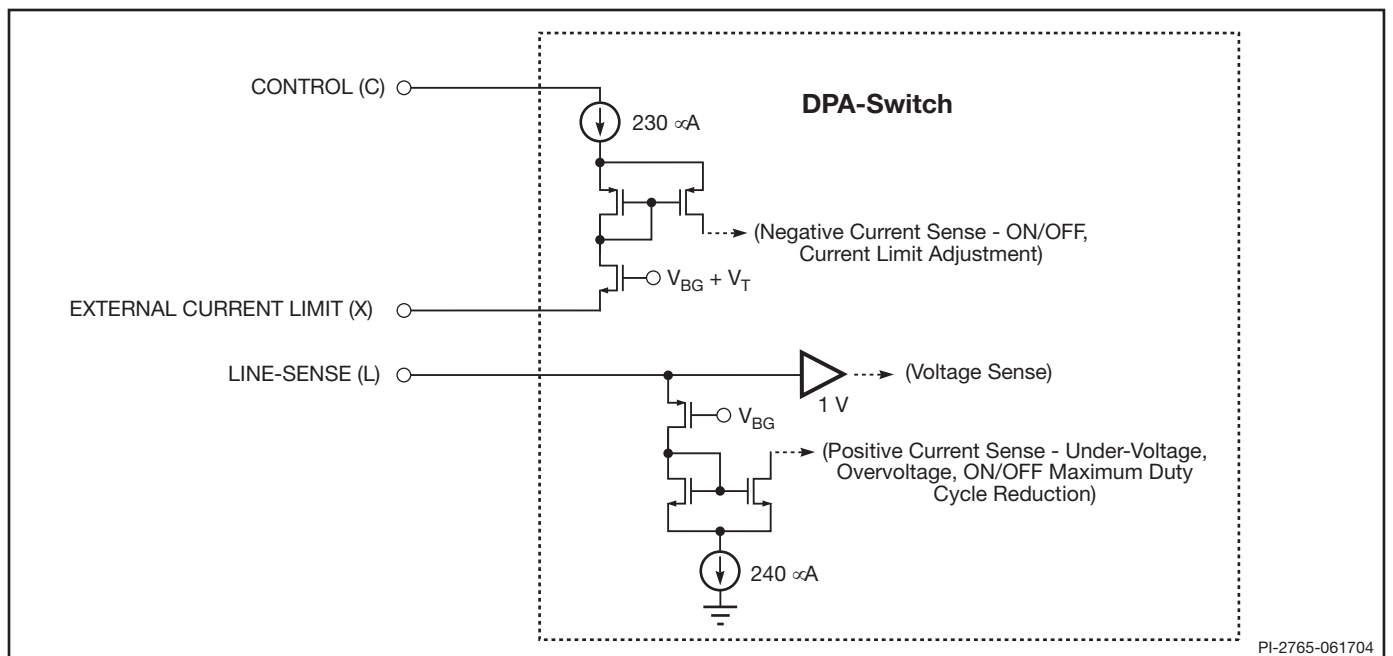 CONTROL (C)
DPA-Switch
230 ∝A
(Negative Current Sense - ON/OFF,
Current Limit Adjustment)
V_BG + V_T
EXTERNAL CURRENT LIMIT (X)
LINE-SENSE (L)
(Voltage Sense)
1 V
V_BG
(Positive Current Sense - Under-Voltage,
Overvoltage, ON/OFF Maximum Duty
Cycle Reduction)
240 ∝A
PI-2765-061704